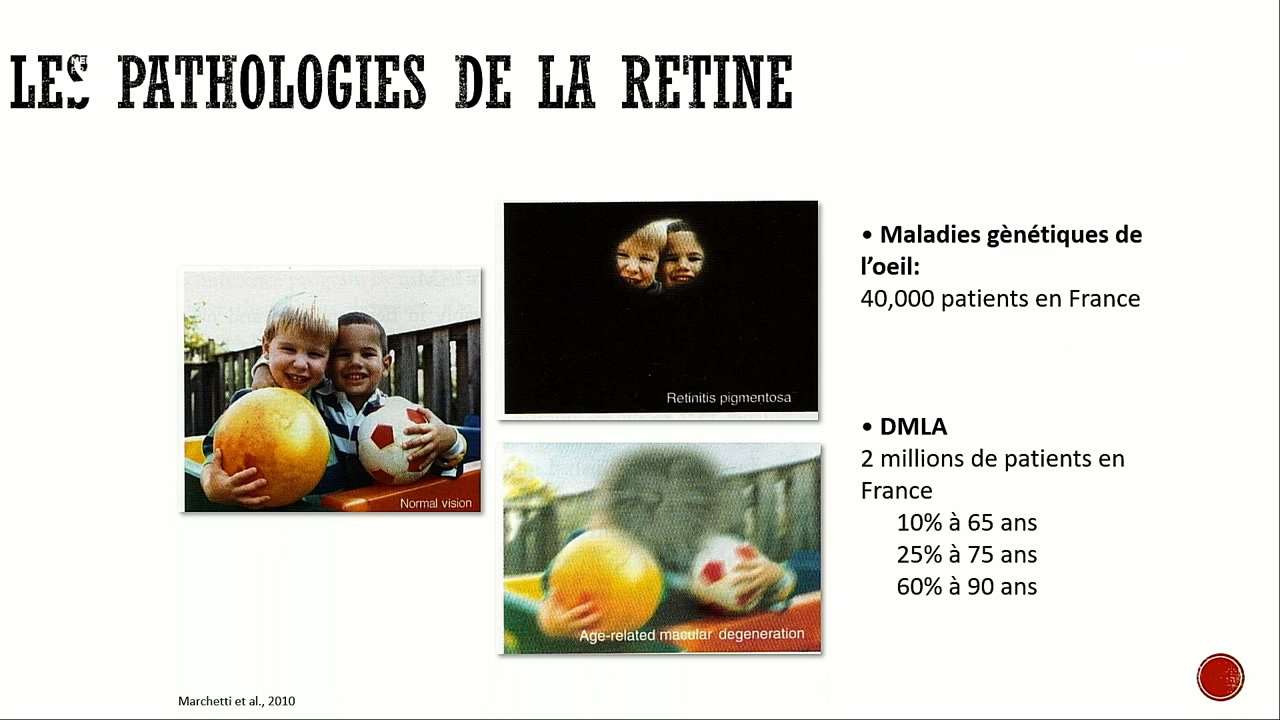 LES PATHOLOGIES DE LA RETINE
Normal vision
Retinitis pigmentosa
Age-related macular degeneration
• Maladies gènétiques de
l'oeil:
40,000 patients en France
• DMLA
2 millions de patients en
France
10% à 65 ans
25% à 75 ans
60% à 90 ans
Marchetti et al., 2010